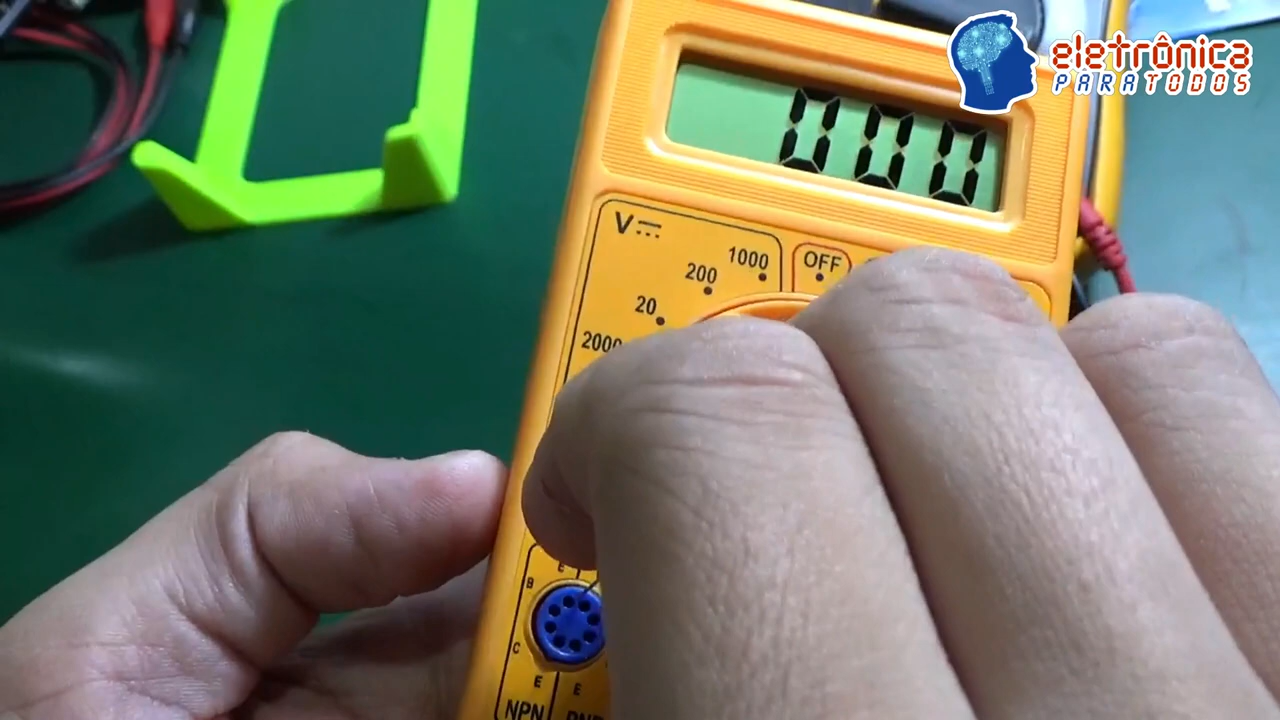 eletrônica
PARATODOS
000
V
1000
OFF
200
20
2000
E
B
C
E
E
NPN